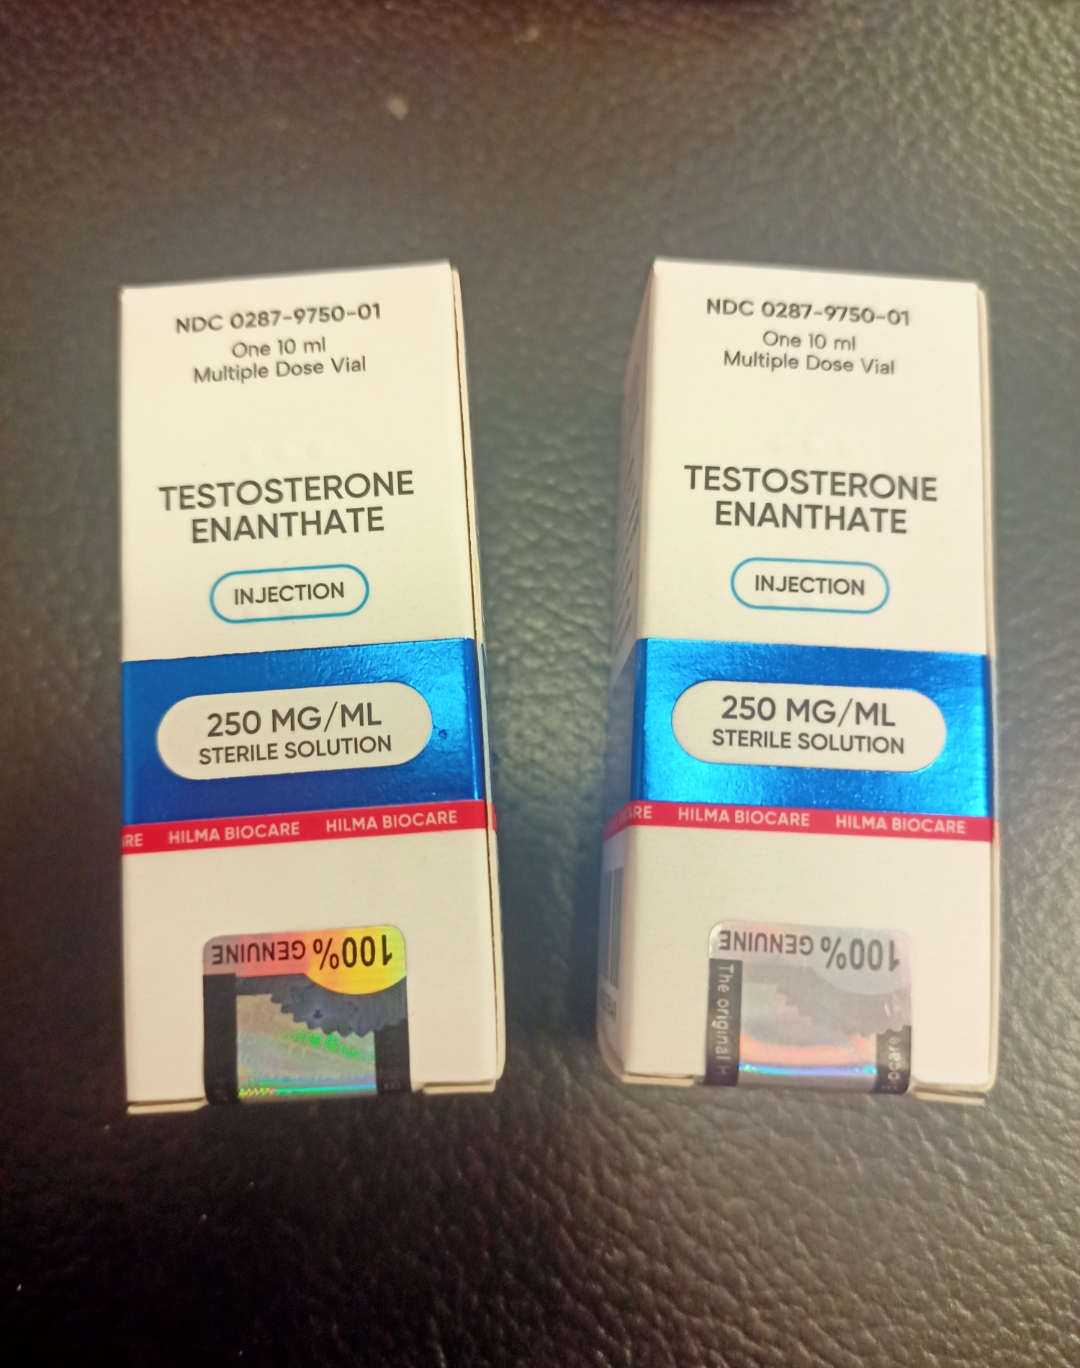 NDC 0287-9750-01
One 10 ml
Multiple Dose Vial
TESTOSTERONE
ENANTHATE
INJECTION
250 MG/ML
STERILE SOLUTION
HILMA BIOCARE HILMA BIOCARE
100% GENUINE
NDC 0287-9750-01
One 10 ml
Multiple Dose Vial
TESTOSTERONE
ENANTHATE
INJECTION
250 MG/ML
STERILE SOLUTION
HILMA BIOCARE HILMA BIOCARE
100% GENUINE
The original